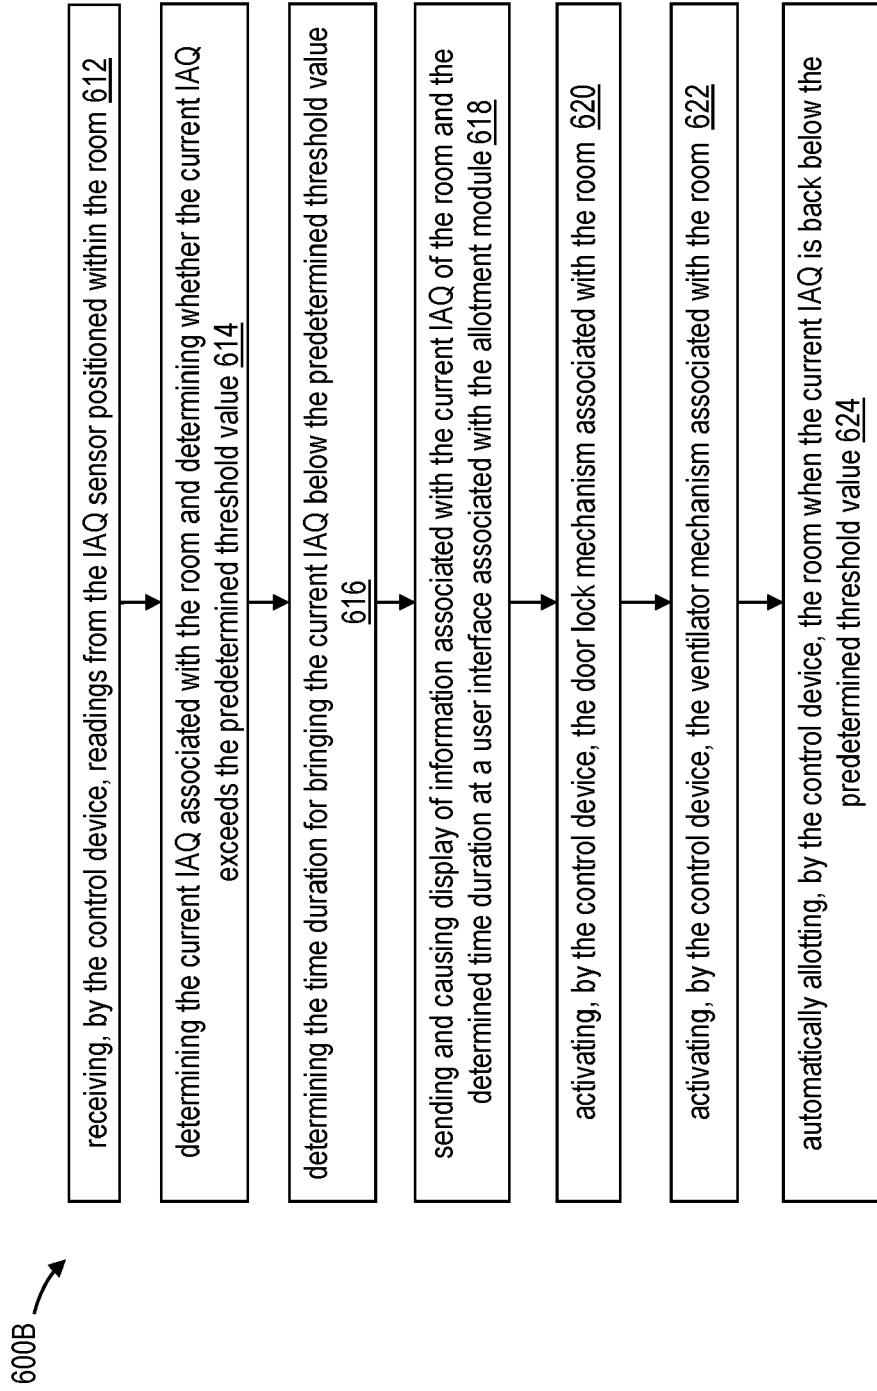 600B
receiving, by the control device, readings from the IAQ sensor positioned within the room 612
determining the current IAQ associated with the room and determining whether the current IAQ
exceeds the predetermined threshold value 614
determining the time duration for bringing the current IAQ below the predetermined threshold value
616
sending and causing display of information associated with the current IAQ of the room and the
determined time duration at a user interface associated with the allotment module 618
activating, by the control device, the door lock mechanism associated with the room 620
activating, by the control device, the ventilator mechanism associated with the room 622
automatically allotting, by the control device, the room when the current IAQ is back below the
predetermined threshold value 624